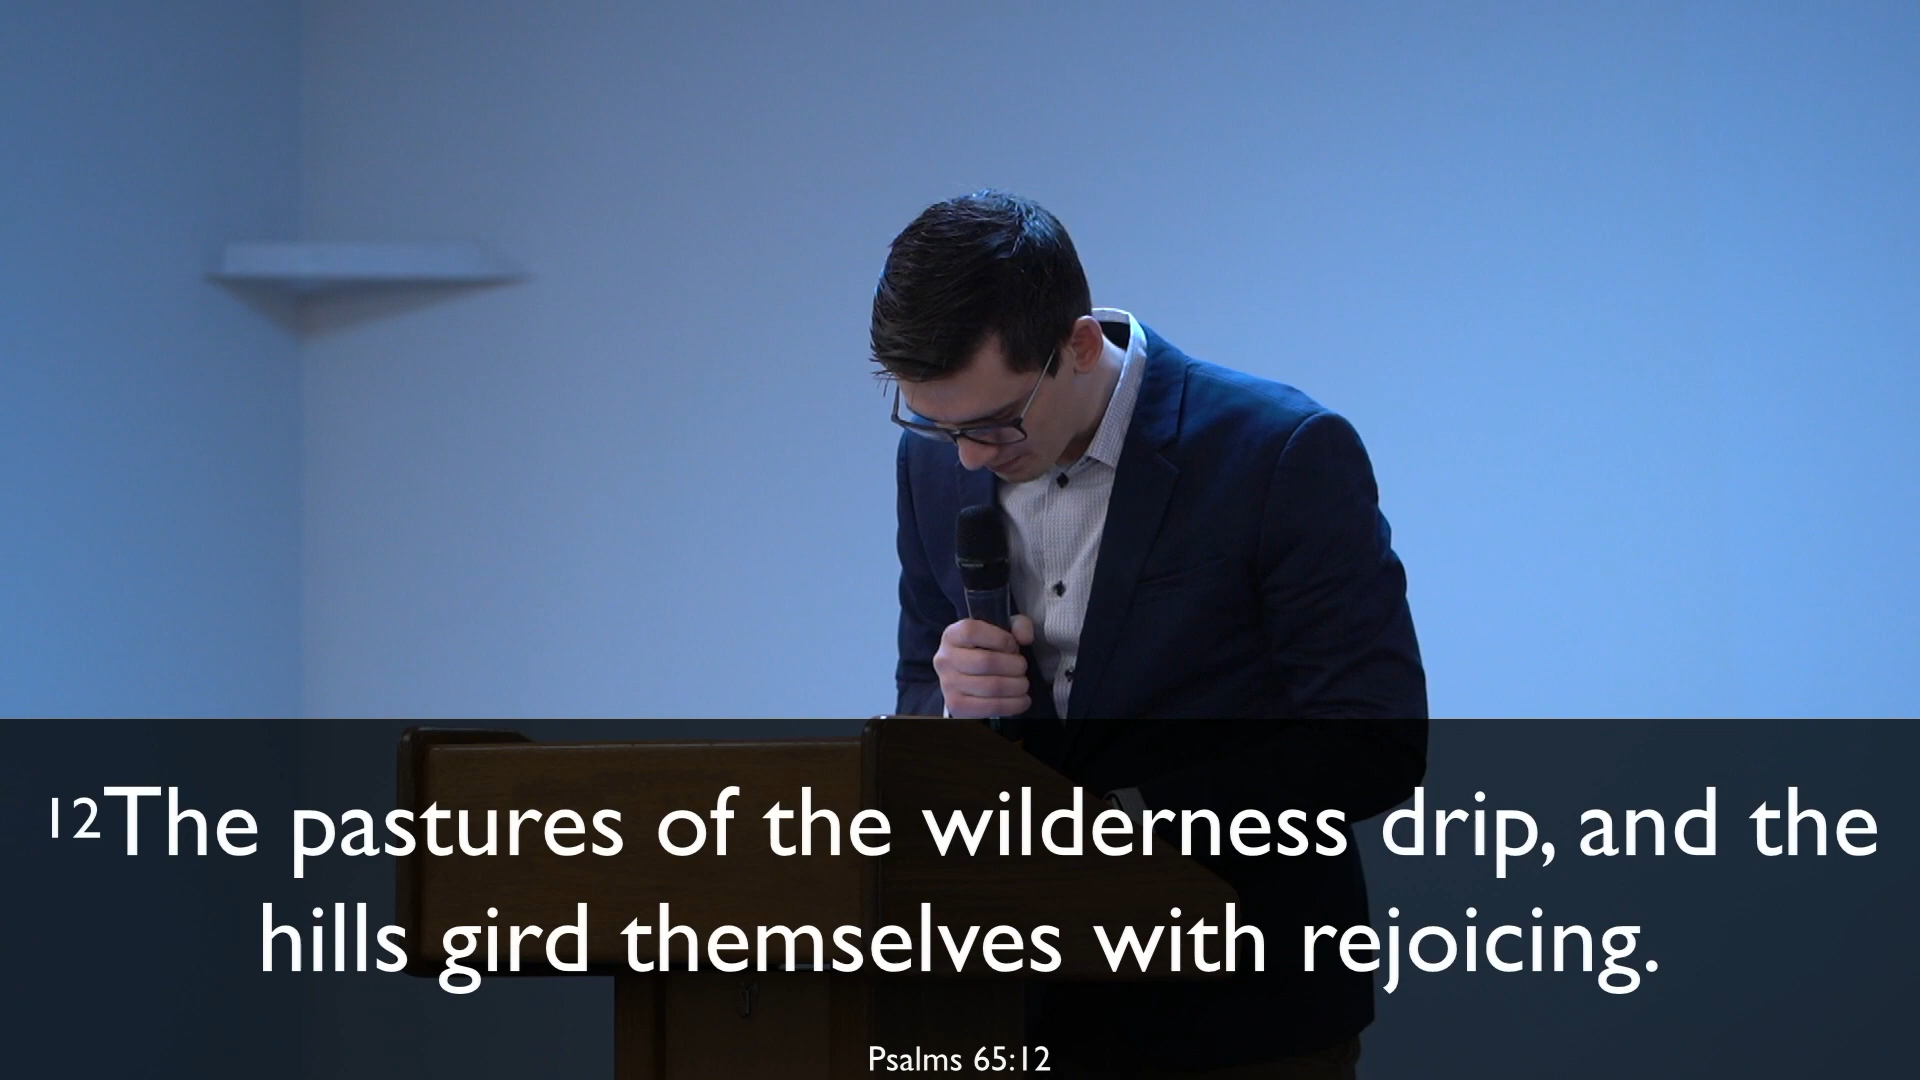 12The pastures of the wilderness drip, and the
hills gird themselves with rejoicing.
Psalms 65:12